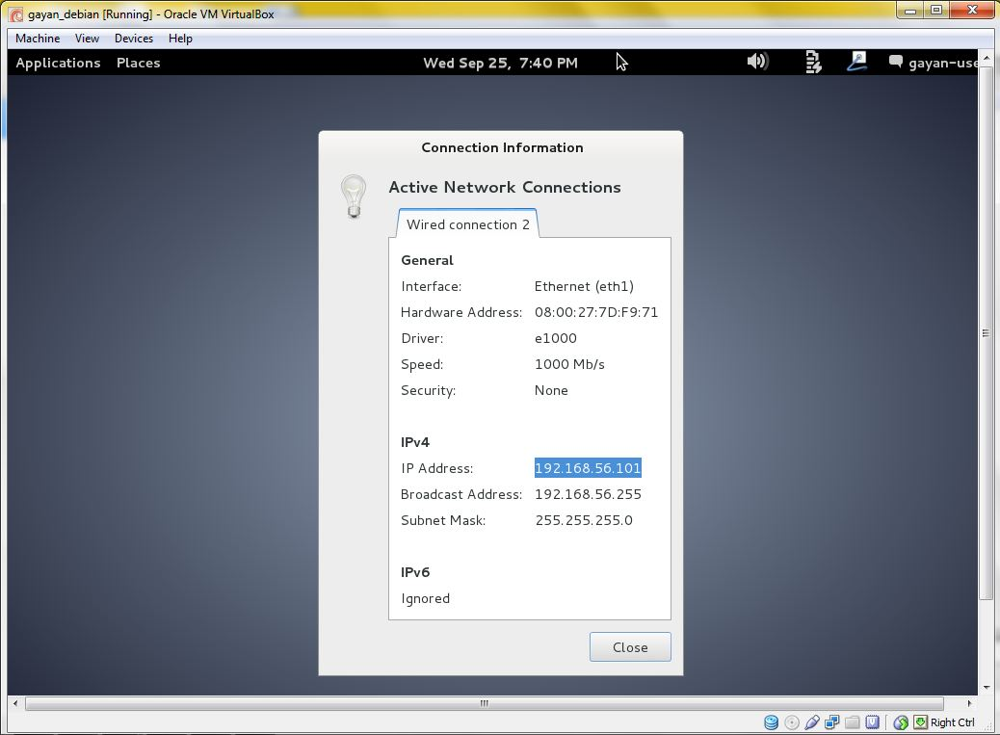 gayan_debian [Running] - Oracle VM VirtualBox
Machine View Devices Help
Applications Places Wed Sep 25, 7:40 PM gayan-use
Connection Information
Active Network Connections
Wired connection 2
General
Interface: Ethernet (eth1)
Hardware Address: 08:00:27:7D:F9:71
Driver: e1000
Speed: 1000 Mb/s
Security: None
IPv4
IP Address: 192.168.56.101
Broadcast Address: 192.168.56.255
Subnet Mask: 255.255.255.0
IPv6
Ignored
Close
Right Ctrl